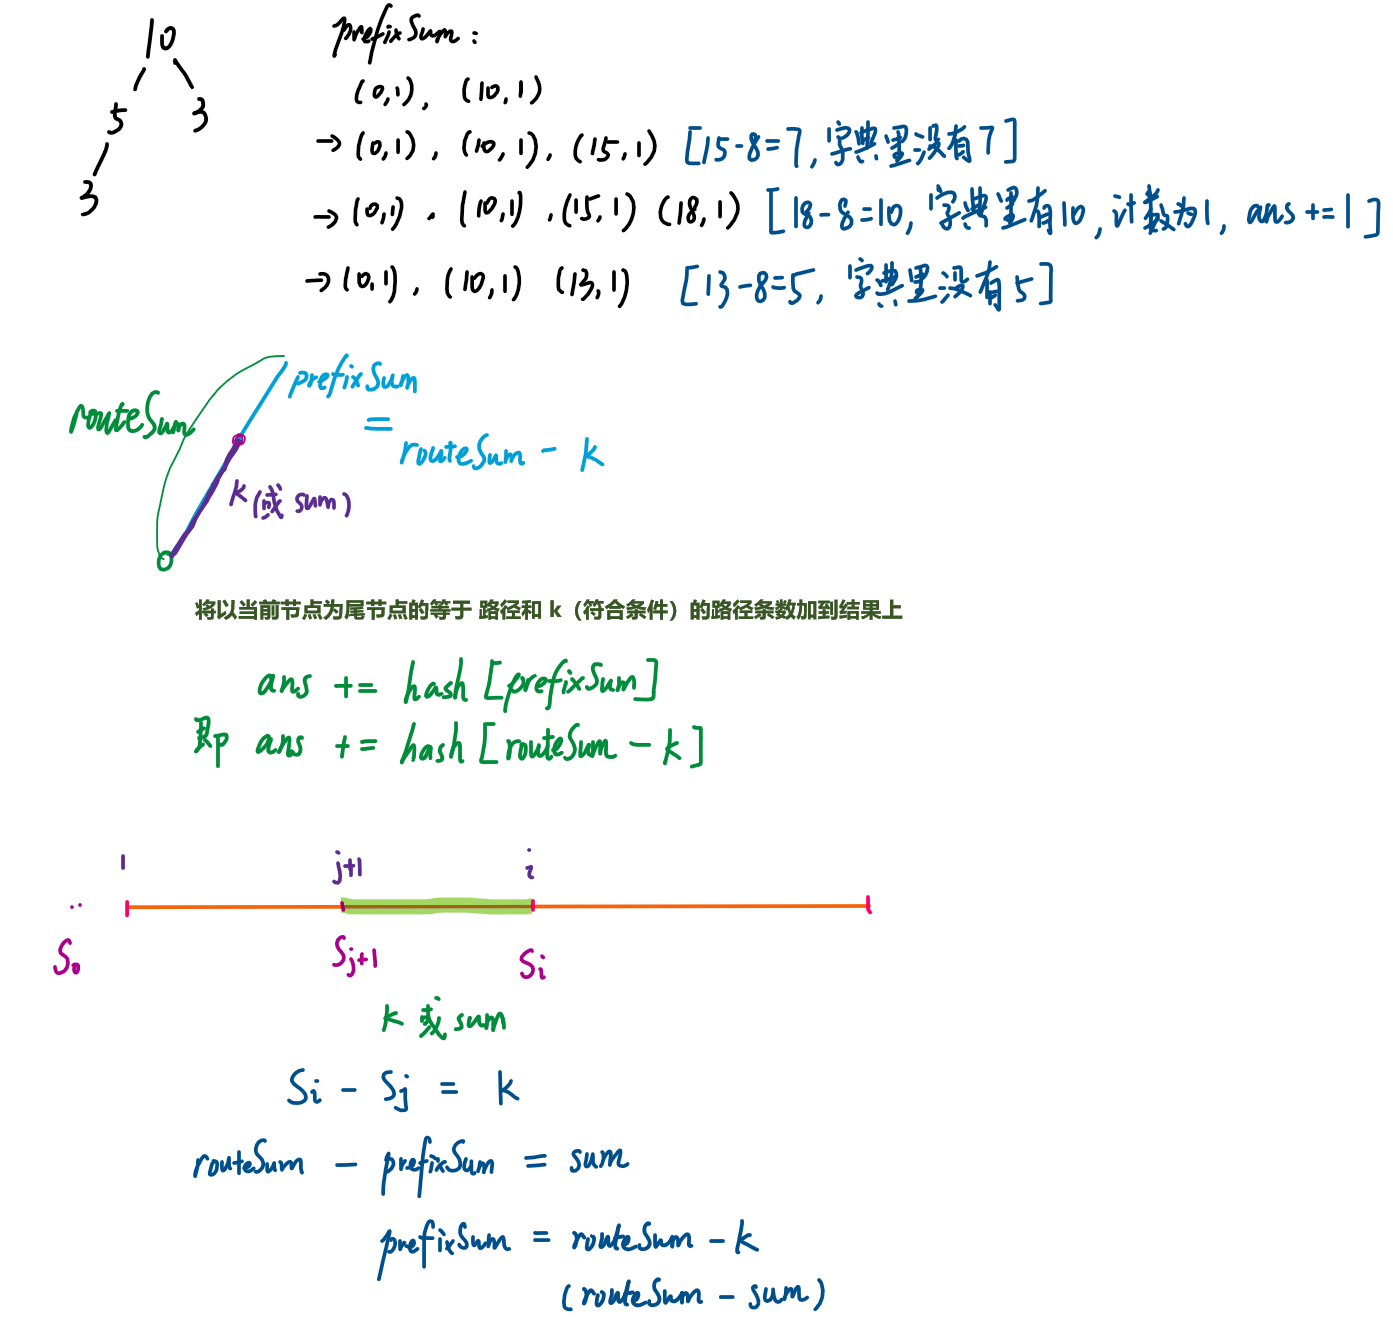 10
5 3
3
prefixSum:
(0,1), (10,1)
→(0,1), (10,1), (15,1) [15-8=7,字典里没有7]
→(0,1), (10,1), (15,1) (18,1) [18-8=10,字典里有10,计数为1, ans+=1]
→(0,1), (10,1) (13,1) [13-8=5, 字典里没有5]
routeSum
prefixSum
=
routeSum - k
k(或 sum)
将以当前节点为尾节点的等于 路径和 k（符合条件）的路径条数加到结果上
ans += hash[prefixSum]
即 ans += hash[routeSum - k]
1 j+1 i
S0 Sj+1 Si
k 或 sum
Si - Sj = k
routeSum - prefixSum = sum
prefixSum = routeSum - k
(routeSum - sum)